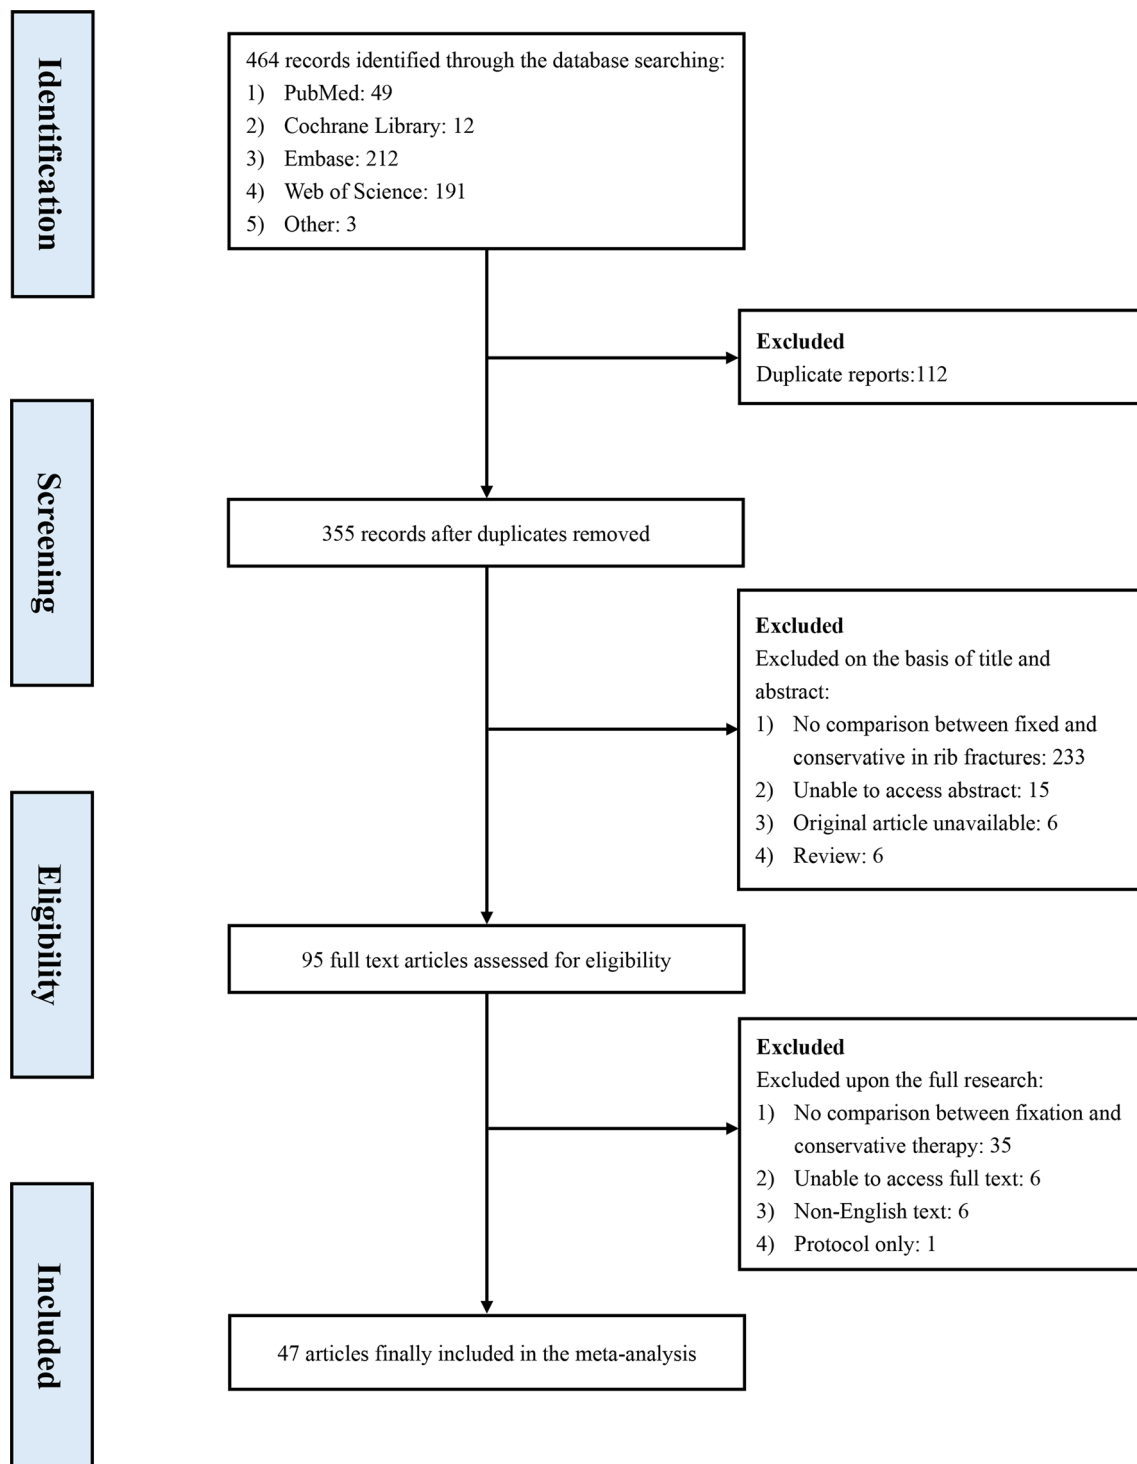 Identification
464 records identified through the database searching:
1) PubMed: 49
2) Cochrane Library: 12
3) Embase: 212
4) Web of Science: 191
5) Other: 3
Excluded
Duplicate reports:112
Screening
355 records after duplicates removed
Excluded
Excluded on the basis of title and
abstract:
1) No comparison between fixed and
conservative in rib fractures: 233
2) Unable to access abstract: 15
3) Original article unavailable: 6
4) Review: 6
Eligibility
95 full text articles assessed for eligibility
Excluded
Excluded upon the full research:
1) No comparison between fixation and
conservative therapy: 35
2) Unable to access full text: 6
3) Non-English text: 6
4) Protocol only: 1
Included
47 articles finally included in the meta-analysis